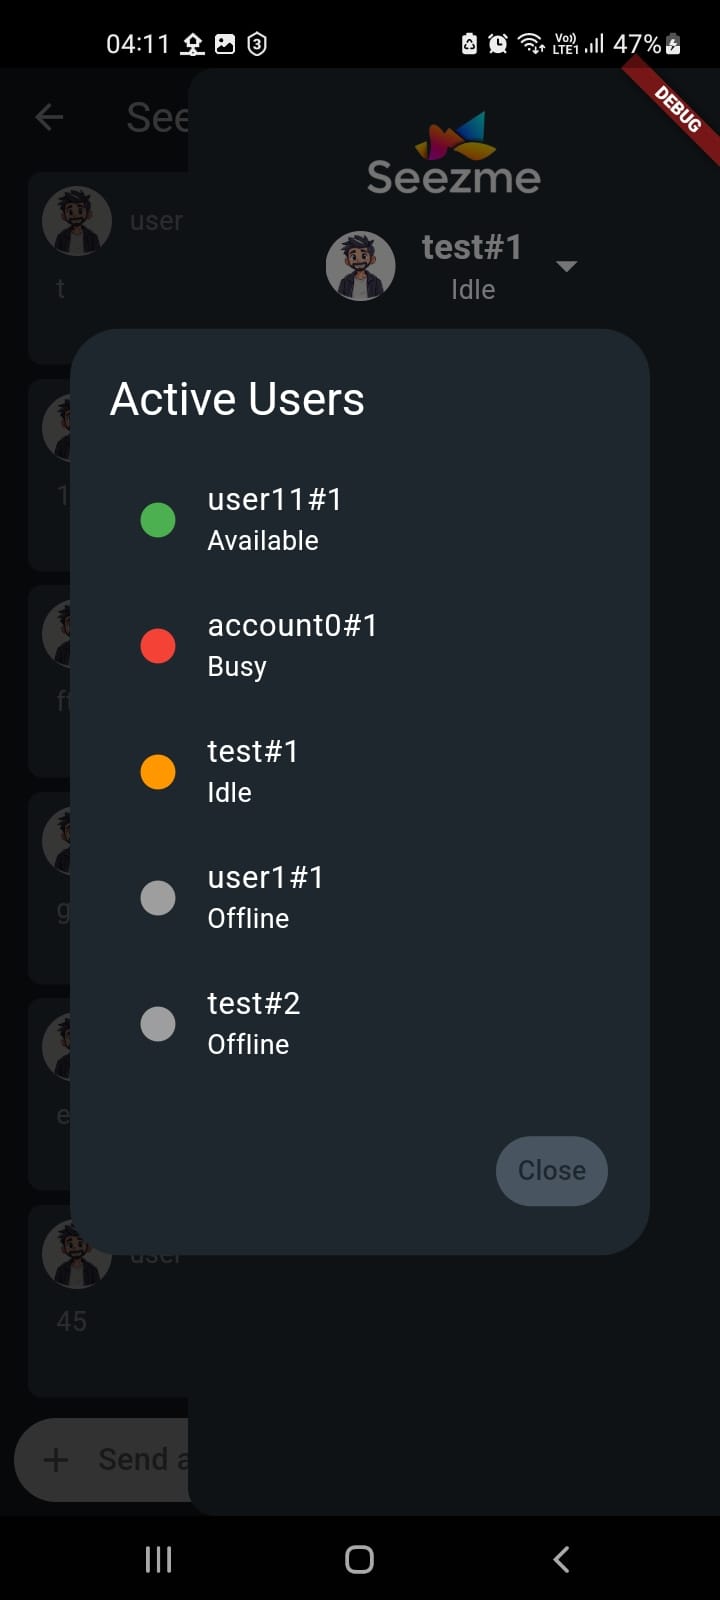 04:11
3
Vo))
LTE1
47%
DEBUG
See
Seezme
user
test#1
Idle
t
Active Users
user11#1
Available
1
account0#1
Busy
test#1
Idle
g
user1#1
Offline
test#2
Offline
e
Close
user
45
Send a